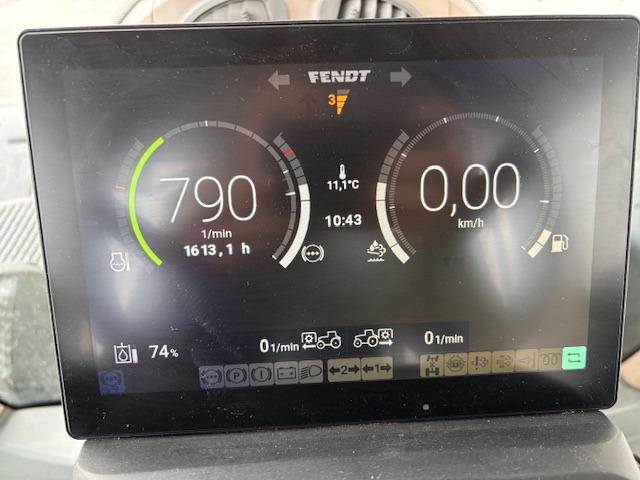 FENDT
3
790
1/min
1613,1 h
11,1°C
10:43
0,00
km/h
74%
0 1/min
0 1/min
P
2
1